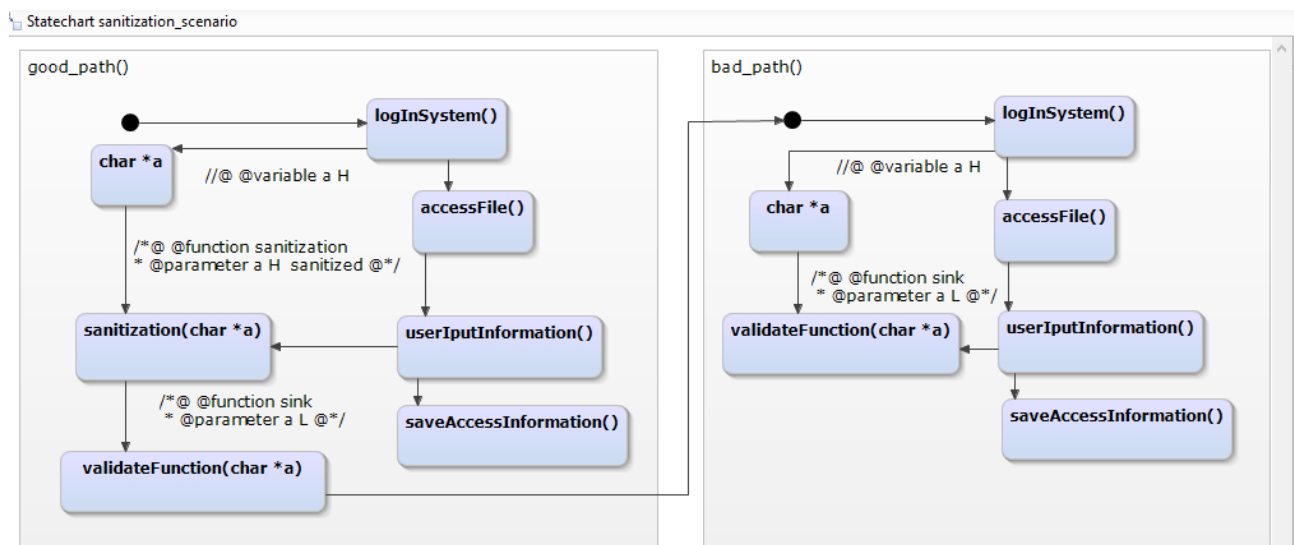 Statechart sanitization_scenario
good_path()
logInSystem()
char *a
//@ @variable a H
accessFile()
/*@ @function sanitization
* @parameter a H  sanitized @*/
sanitization(char *a)
userIputInformation()
/*@ @function sink
* @parameter a L @*/
saveAccessInformation()
validateFunction(char *a)
bad_path()
logInSystem()
//@ @variable a H
char *a
accessFile()
/*@ @function sink
* @parameter a L @*/
validateFunction(char *a)
userIputInformation()
saveAccessInformation()